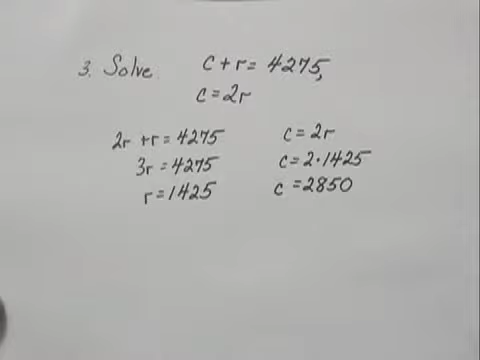 3. Solve c + r = 4275,
c = 2r
2r + r = 4275
3r = 4275
r = 1425
c = 2r
c = 2 · 1425
c = 2850